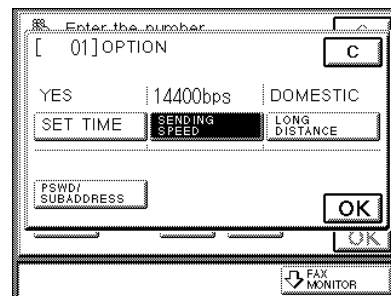 Enter the number
[ 01] OPTION
C
YES 14400bps DOMESTIC
SET TIME SENDING SPEED LONG DISTANCE
PSWD/
SUBADDRESS
OK
OK
FAX
MONITOR